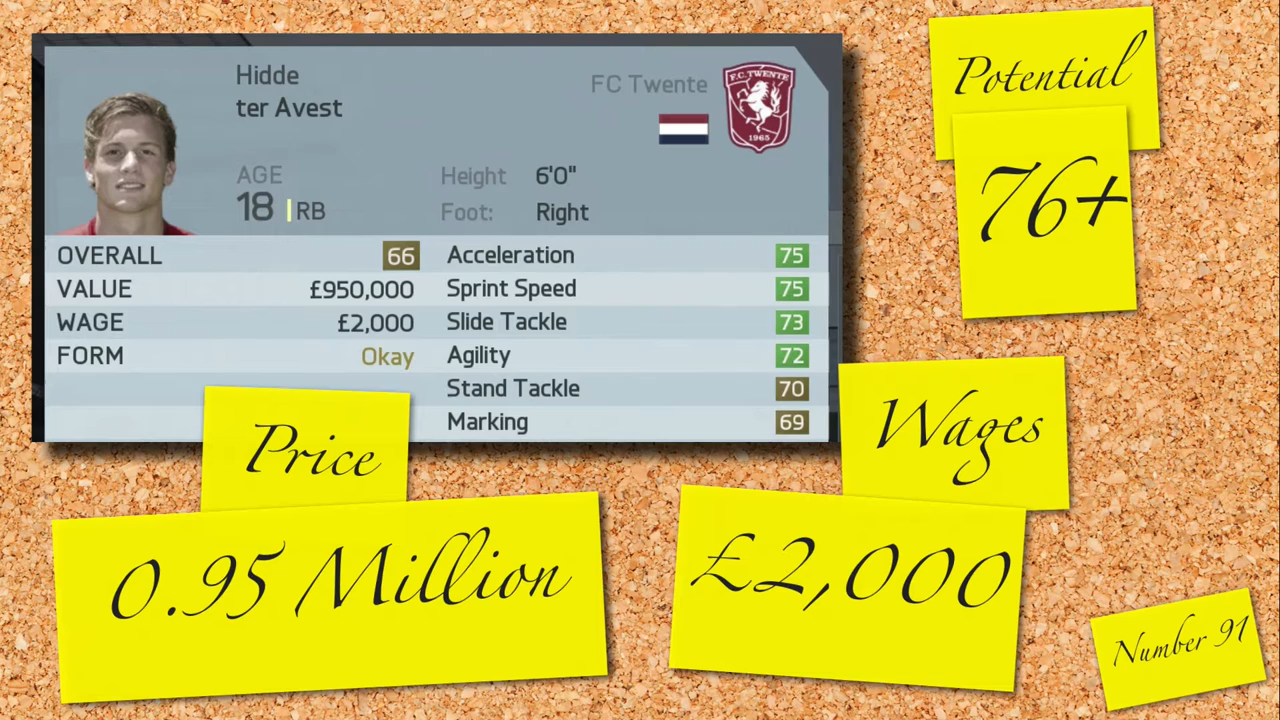 Hidde
ter Avest
FC Twente
F.C. TWENTE
1965
AGE
18 | RB
Height 6'0"
Foot: Right
OVERALL 66
VALUE £950,000
WAGE £2,000
FORM Okay
Acceleration 75
Sprint Speed 75
Slide Tackle 73
Agility 72
Stand Tackle 70
Marking 69
Potential
76+
Price
0.95 Million
Wages
£2,000
Number 91